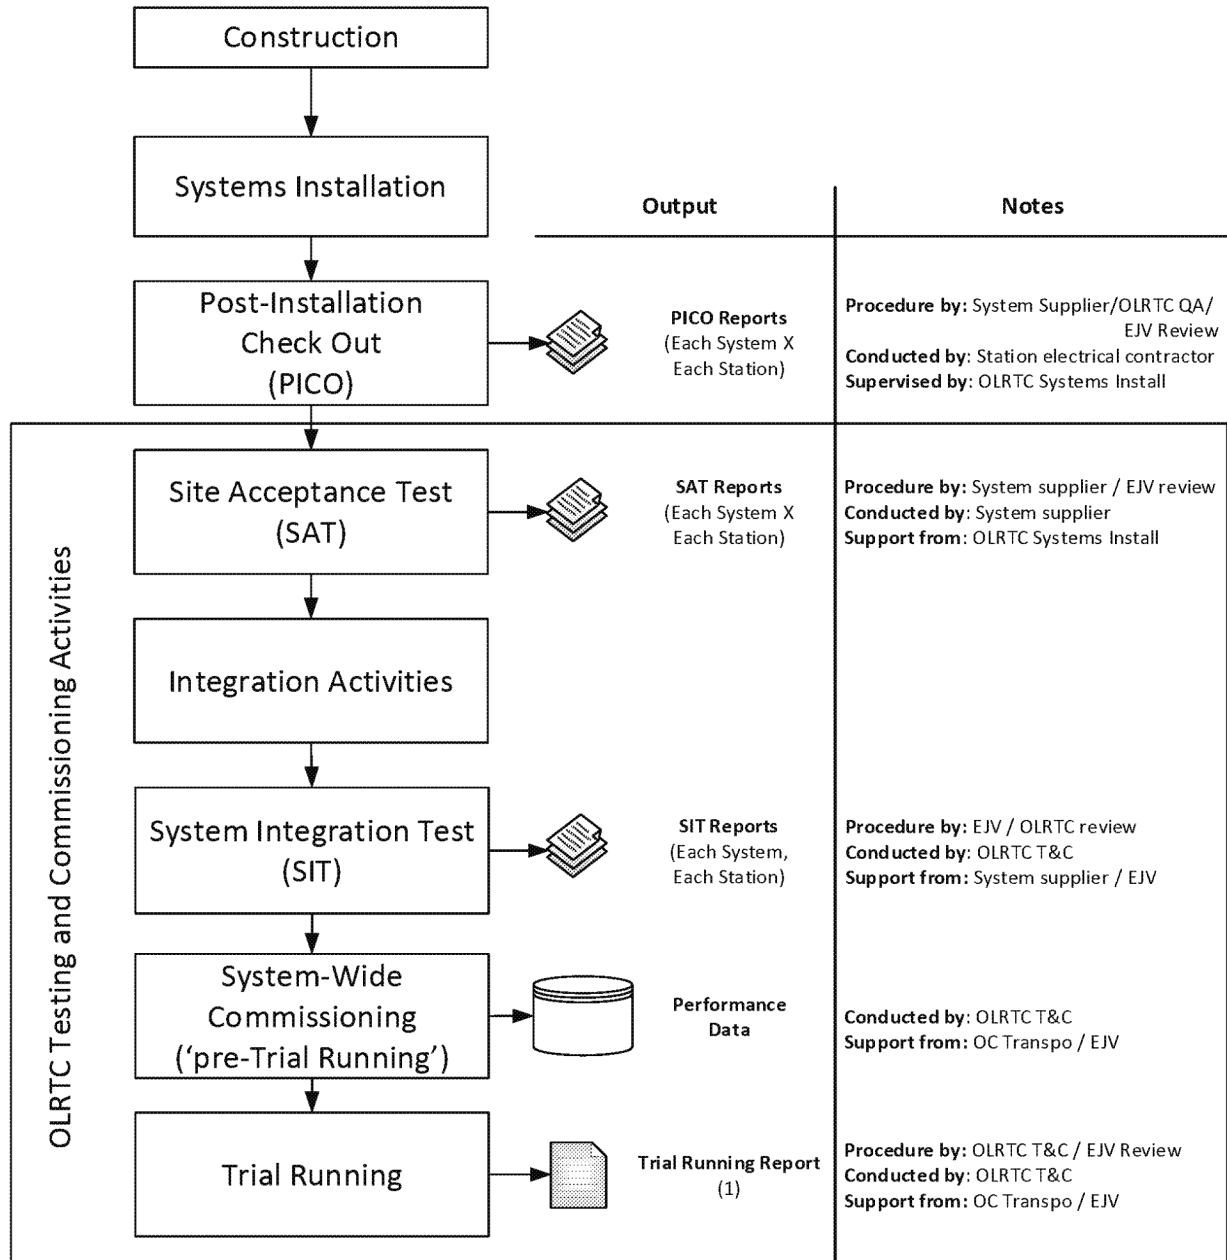 Construction
Systems Installation
Output
Notes
Post-Installation
Check Out
(PICO)
PICO Reports
(Each System X
Each Station)
Procedure by: System Supplier/OLRTC QA/
EJV Review
Conducted by: Station electrical contractor
Supervised by: OLRTC Systems Install
OLRTC Testing and Commissioning Activities
Site Acceptance Test
(SAT)
SAT Reports
(Each System X
Each Station)
Procedure by: System supplier / EJV review
Conducted by: System supplier
Support from: OLRTC Systems Install
Integration Activities
System Integration Test
(SIT)
SIT Reports
(Each System,
Each Station)
Procedure by: EJV / OLRTC review
Conducted by: OLRTC T&C
Support from: System supplier / EJV
System-Wide
Commissioning
(‘pre-Trial Running’)
Performance
Data
Conducted by: OLRTC T&C
Support from: OC Transpo / EJV
Trial Running
Trial Running Report
(1)
Procedure by: OLRTC T&C / EJV Review
Conducted by: OLRTC T&C
Support from: OC Transpo / EJV